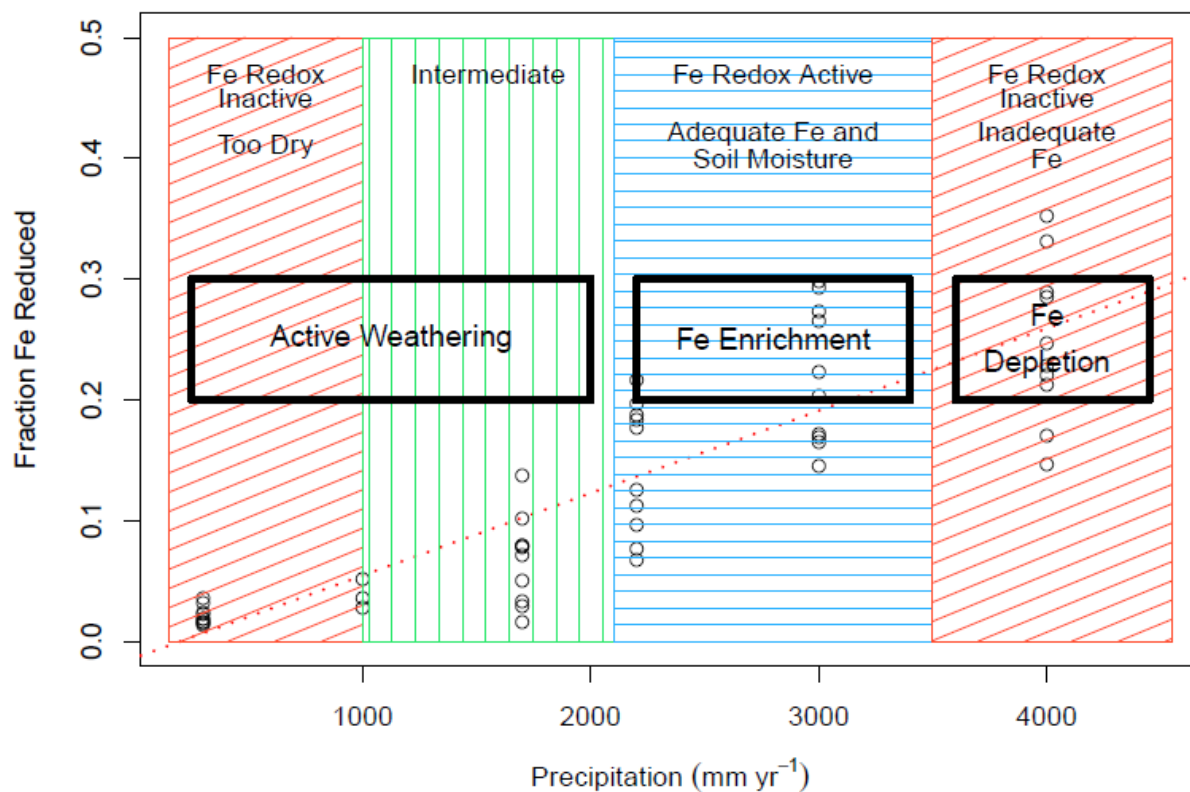 Fraction Fe Reduced
0.5
0.4
0.3
0.2
0.1
0.0
Fe Redox
Inactive
Too Dry
Intermediate
Fe Redox Active
Adequate Fe and
Soil Moisture
Fe Redox
Inactive
Inadequate
Fe
Active Weathering
Fe Enrichment
Fe
Depletion
1000
2000
3000
4000
Precipitation (mm yr⁻¹)